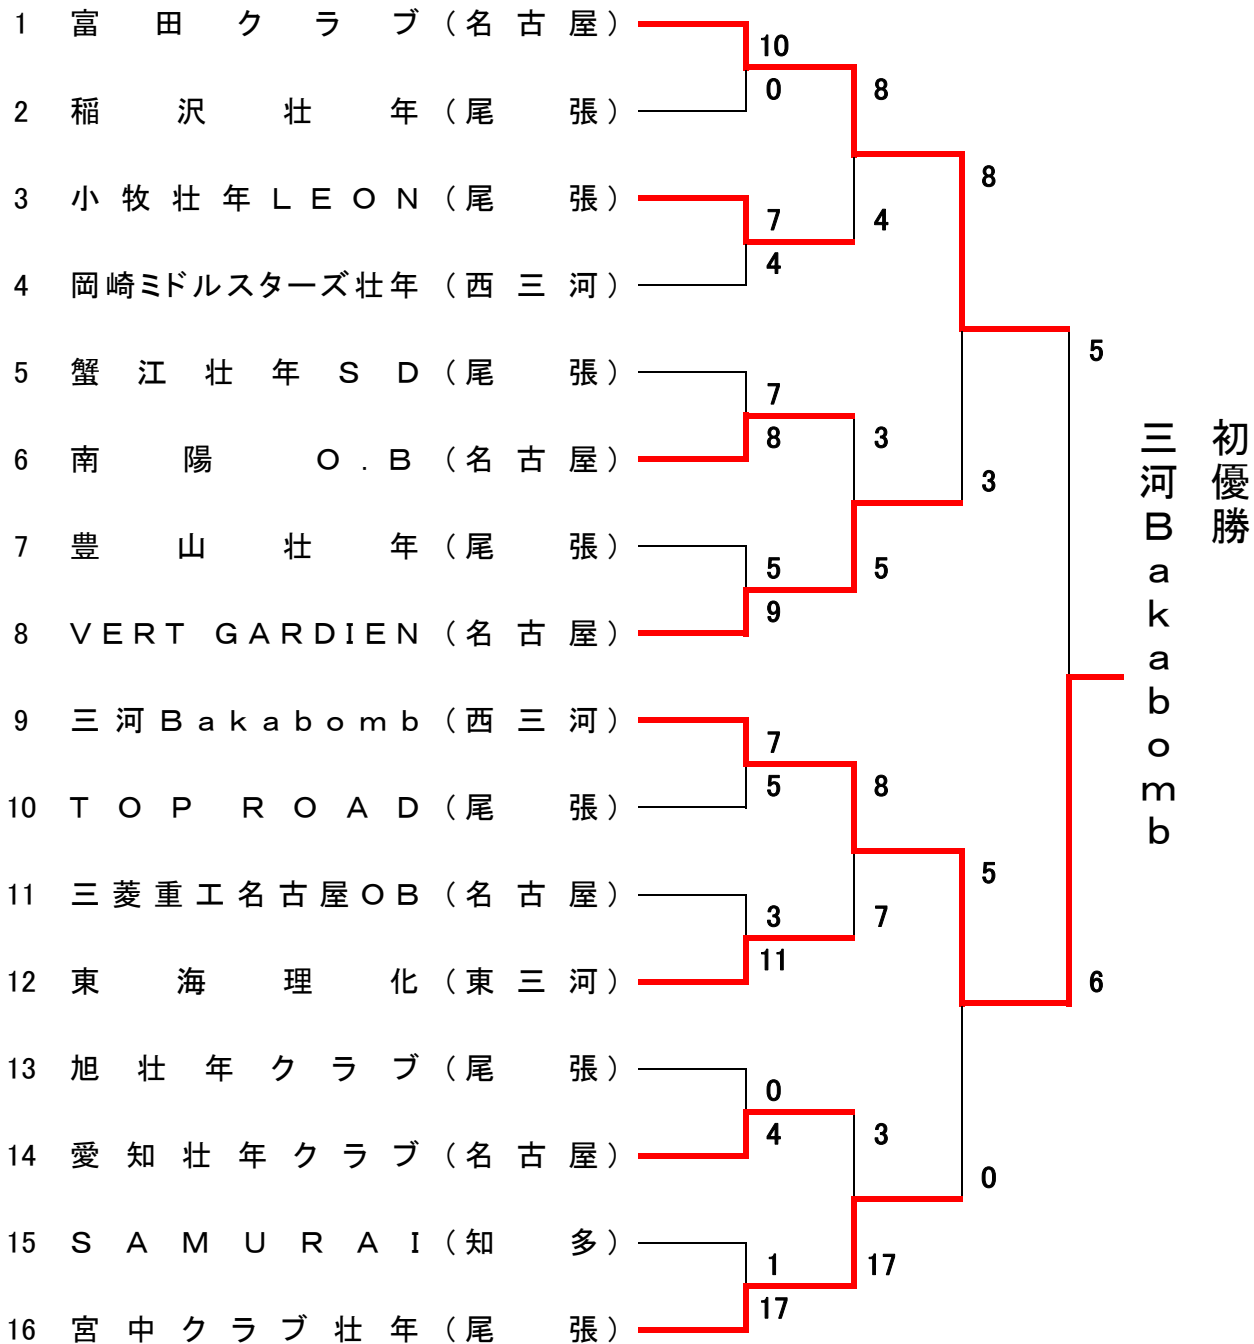 1 富田クラブ(名古屋)
2 稲沢壮年(尾張)
3 小牧壮年LEON(尾張)
4 岡崎ミドルスターズ壮年(西三河)
5 蟹江壮年SD(尾張)
6 南陽O.B(名古屋)
7 豊山壮年(尾張)
8 VERT GARDIEN(名古屋)
9 三河Bakabomb(西三河)
10 TOP ROAD(尾張)
11 三菱重工名古屋OB(名古屋)
12 東海理化(東三河)
13 旭壮年クラブ(尾張)
14 愛知壮年クラブ(名古屋)
15 SAMURAI(知多)
16 宮中クラブ壮年(尾張)
10
0
7
4
7
8
5
9
7
5
3
11
0
4
1
17
8
4
3
5
8
7
3
17
8
3
5
0
5
6
初優勝
三河Bakabomb